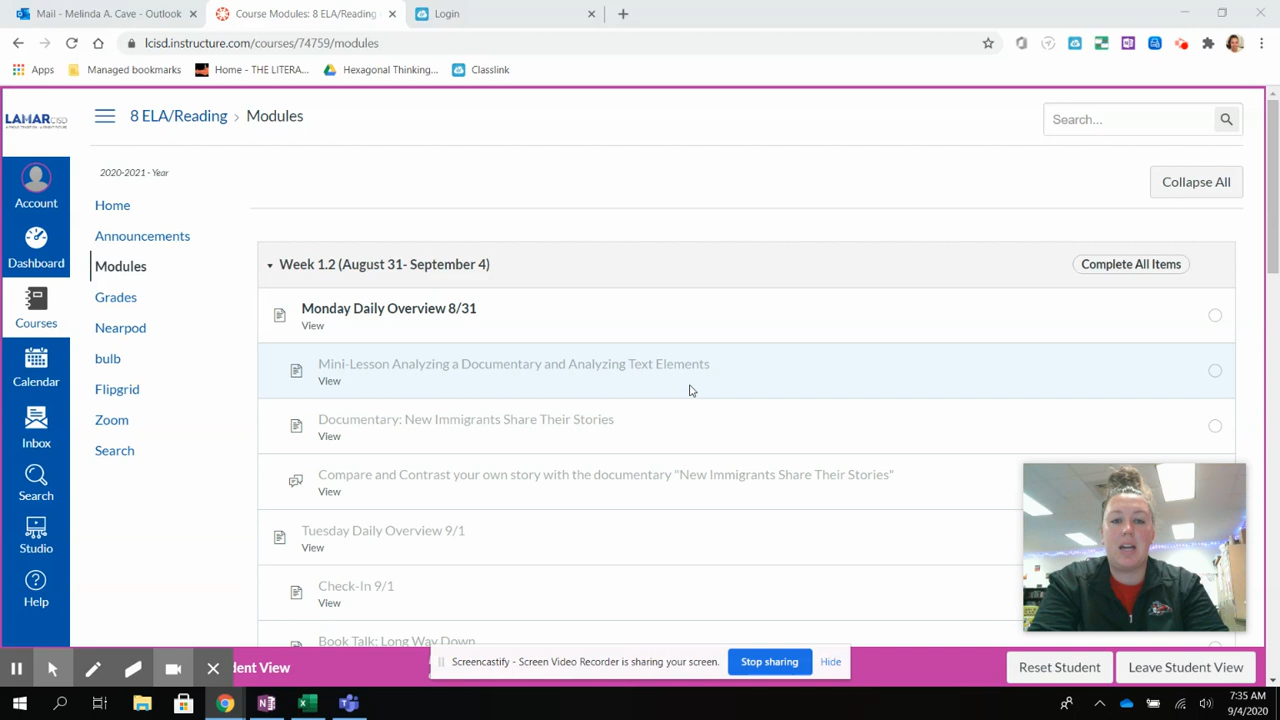 Mail - Melinda A. Cave - Outlook
Course Modules: 8 ELA/Reading
Login
lcisd.instructure.com/courses/74759/modules
Apps
Managed bookmarks
Home - THE LITERA...
Hexagonal Thinking...
Classlink
LAMAR CISD
8 ELA/Reading > Modules
Search...
2020-2021 - Year
Collapse All
Account
Dashboard
Courses
Calendar
Inbox
Search
Studio
Help
Home
Announcements
Modules
Grades
Nearpod
bulb
Flipgrid
Zoom
Search
Week 1.2 (August 31- September 4)
Complete All Items
Monday Daily Overview 8/31
View
Mini-Lesson Analyzing a Documentary and Analyzing Text Elements
View
Documentary: New Immigrants Share Their Stories
View
Compare and Contrast your own story with the documentary "New Immigrants Share Their Stories"
View
Tuesday Daily Overview 9/1
View
Check-In 9/1
View
Book Talk: Long Way Down
dent View
Screencastify - Screen Video Recorder is sharing your screen.
Stop sharing
Hide
Reset Student
Leave Student View
7:35 AM
9/4/2020